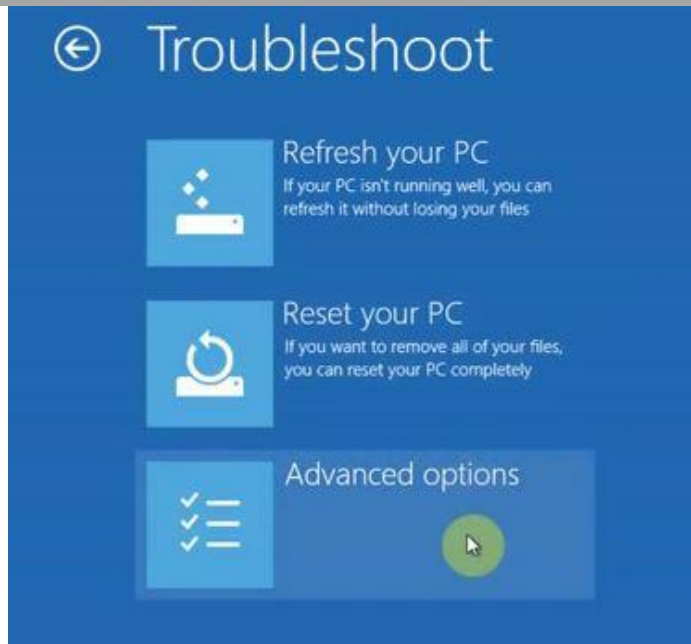 Troubleshoot
Refresh your PC
If your PC isn't running well, you can
refresh it without losing your files
Reset your PC
If you want to remove all of your files,
you can reset your PC completely
Advanced options